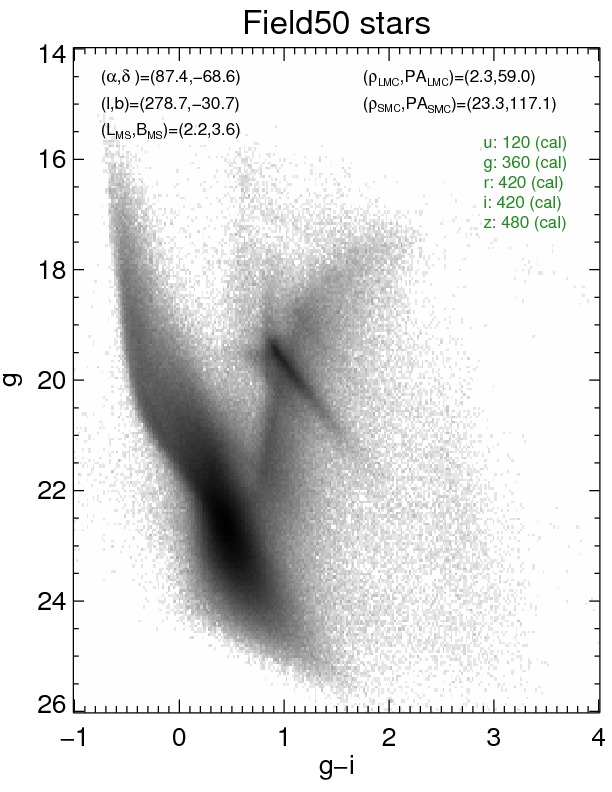 Field50 stars
(α,δ )=(87.4,−68.6)
(ρLMC,PALMC)=(2.3,59.0)
(l,b)=(278.7,−30.7)
(ρSMC,PASMC)=(23.3,117.1)
(LMS,BMS)=(2.2,3.6)
u: 120 (cal)
g: 360 (cal)
r: 420 (cal)
i: 420 (cal)
z: 480 (cal)
14
16
18
20
22
24
26
g
−1 0 1 2 3 4
g−i